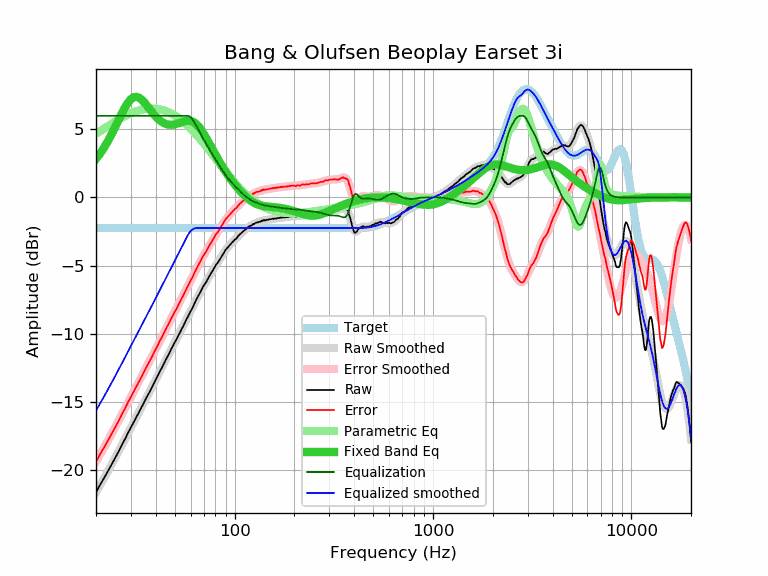 Bang & Olufsen Beoplay Earset 3i
Amplitude (dBr)
5
0
−5
−10
−15
−20
Target
Raw Smoothed
Error Smoothed
Raw
Error
Parametric Eq
Fixed Band Eq
Equalization
Equalized smoothed
100
1000
10000
Frequency (Hz)